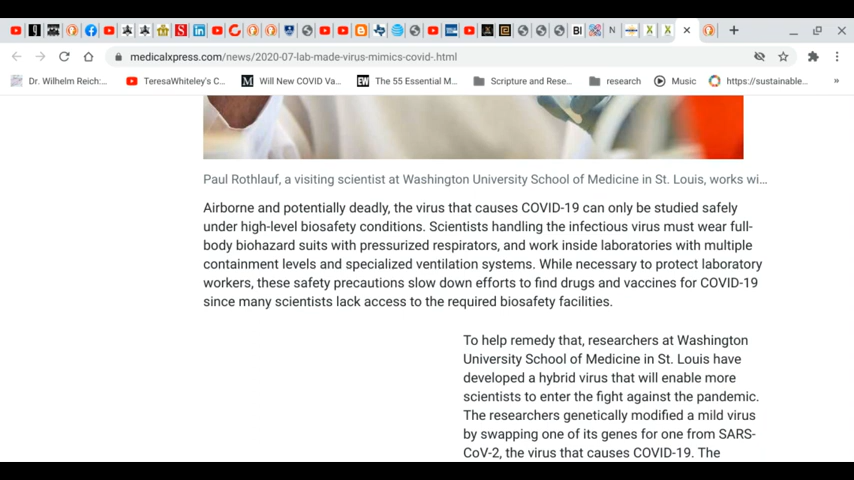 BI
N
medicalxpress.com/news/2020-07-lab-made-virus-mimics-covid-.html
Dr. Wilhelm Reich:...
TeresaWhiteley's C...
M
Will New COVID Va...
EW
The 55 Essential M...
Scripture and Rese...
research
Music
https://sustainable...
»
Paul Rothlauf, a visiting scientist at Washington University School of Medicine in St. Louis, works wi...
Airborne and potentially deadly, the virus that causes COVID-19 can only be studied safely
under high-level biosafety conditions. Scientists handling the infectious virus must wear full-
body biohazard suits with pressurized respirators, and work inside laboratories with multiple
containment levels and specialized ventilation systems. While necessary to protect laboratory
workers, these safety precautions slow down efforts to find drugs and vaccines for COVID-19
since many scientists lack access to the required biosafety facilities.
To help remedy that, researchers at Washington
University School of Medicine in St. Louis have
developed a hybrid virus that will enable more
scientists to enter the fight against the pandemic.
The researchers genetically modified a mild virus
by swapping one of its genes for one from SARS-
CoV-2, the virus that causes COVID-19. The